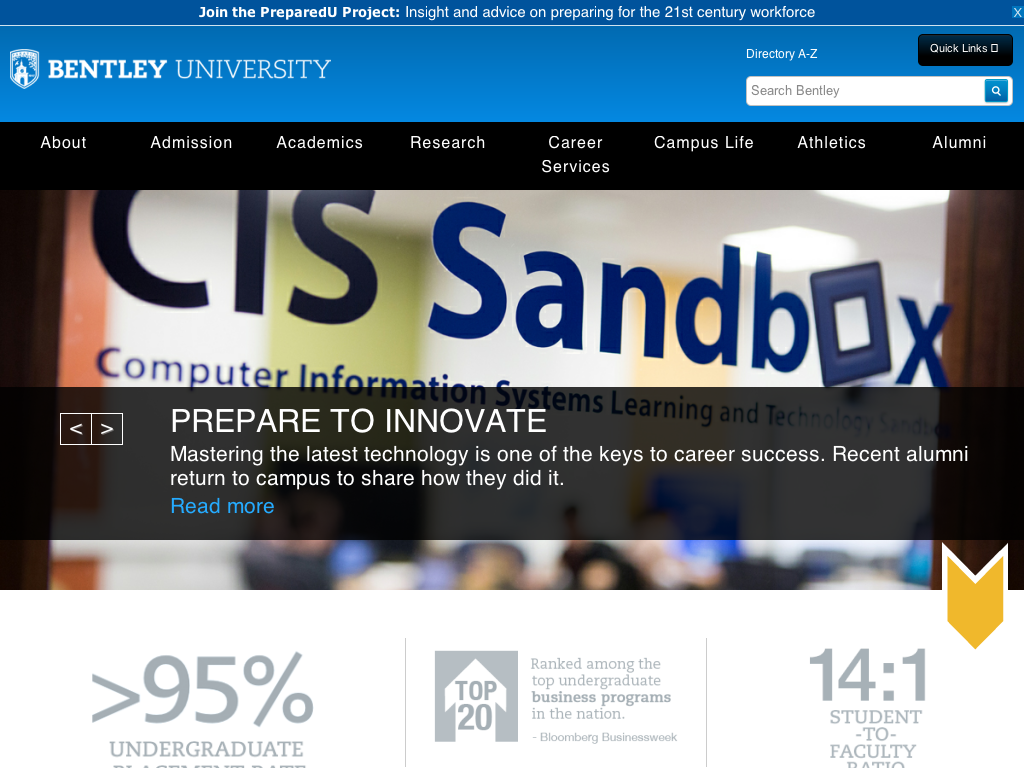 Join the PreparedU Project: Insight and advice on preparing for the 21st century workforce
X
BENTLEY UNIVERSITY
Directory A-Z
Quick Links
Search Bentley
About
Admission
Academics
Research
Career
Services
Campus Life
Athletics
Alumni
CIS Sandbox
Computer Information Systems Learning and Technology Sandbox
< >
PREPARE TO INNOVATE
Mastering the latest technology is one of the keys to career success. Recent alumni
return to campus to share how they did it.
Read more
>95%
UNDERGRADUATE
PLACEMENT RATE
TOP
20
Ranked among the
top undergraduate
business programs
in the nation.
- Bloomberg Businessweek
14:1
STUDENT
-TO-
FACULTY
RATIO